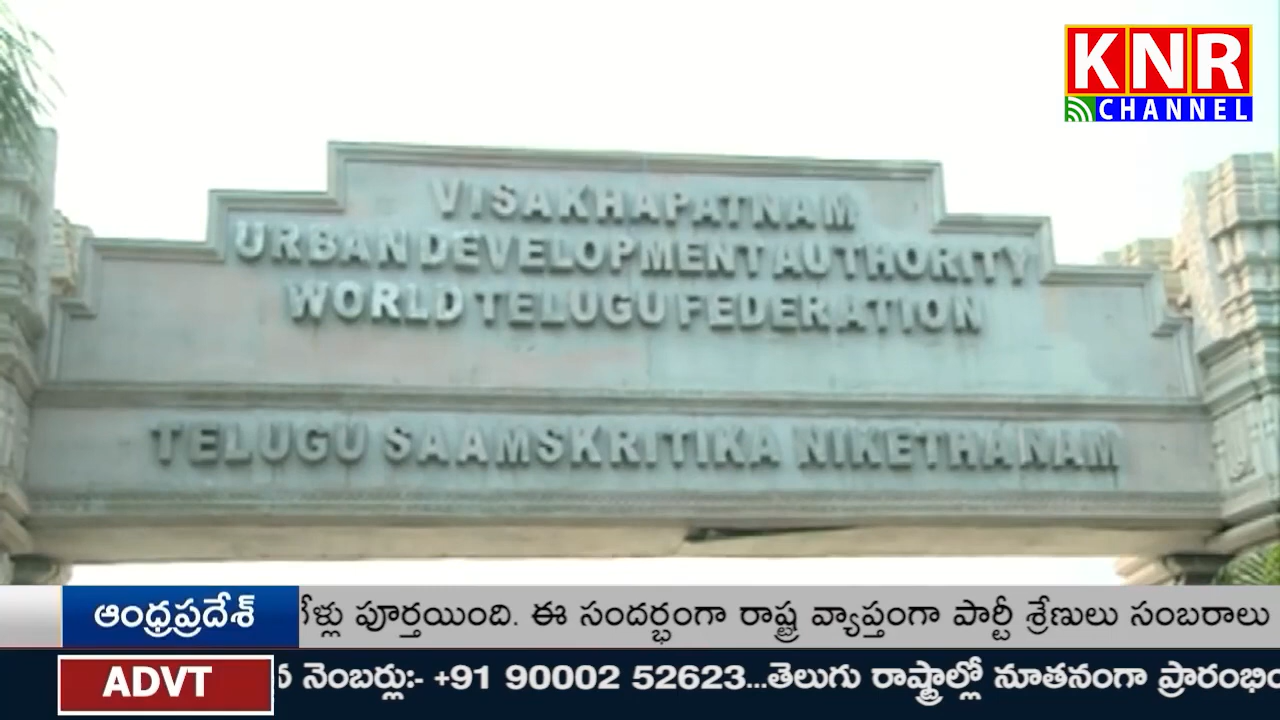 KNR
CHANNEL
VISAKHAPATNAM
URBAN DEVELOPMENT AUTHORITY
WORLD TELUGU FEDERATION
TELUGU SAAMSKRITIKA NIKETHANAM
ఆంధ్రప్రదేశ్ పూర్తయింది. ఈ సందర్భంగా రాష్ట్ర వ్యాప్తంగా పార్టీ శ్రేణులు సంబరాలు
ADVT నెంబర్లు:- +91 90002 52623...తెలుగు రాష్ట్రాల్లో నూతనంగా